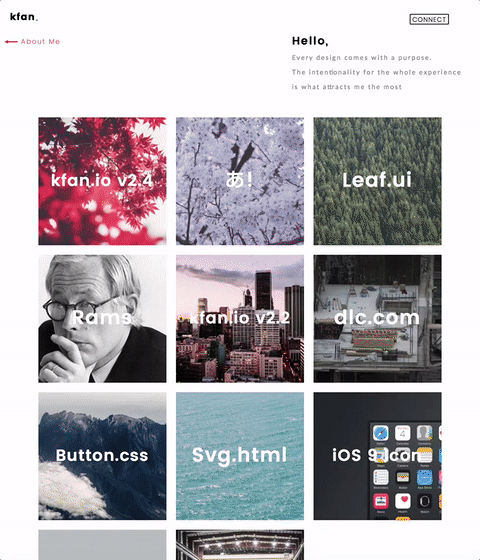 kfan.
CONNECT
About Me
Hello,
Every design comes with a purpose.
The intentionality for the whole experience
is what attracts me the most
kfan.io v2.4
あ!
Leaf.ui
Rams
kfan.io v2.2
dlc.com
Button.css
Svg.html
iOS 9 Icon